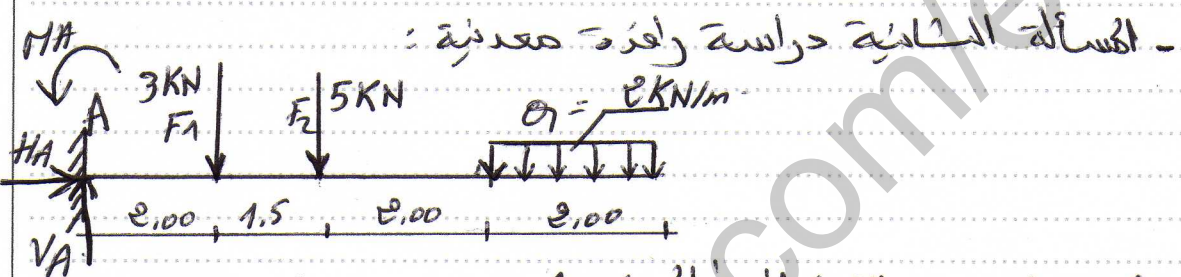 - المسألة الثانية دراسة رافدة معدنية :
MA
A
3KN
F1
F2
5KN
q = 2KN/m
HA
2,00
1.5
2,00
2,00
VA
com/e